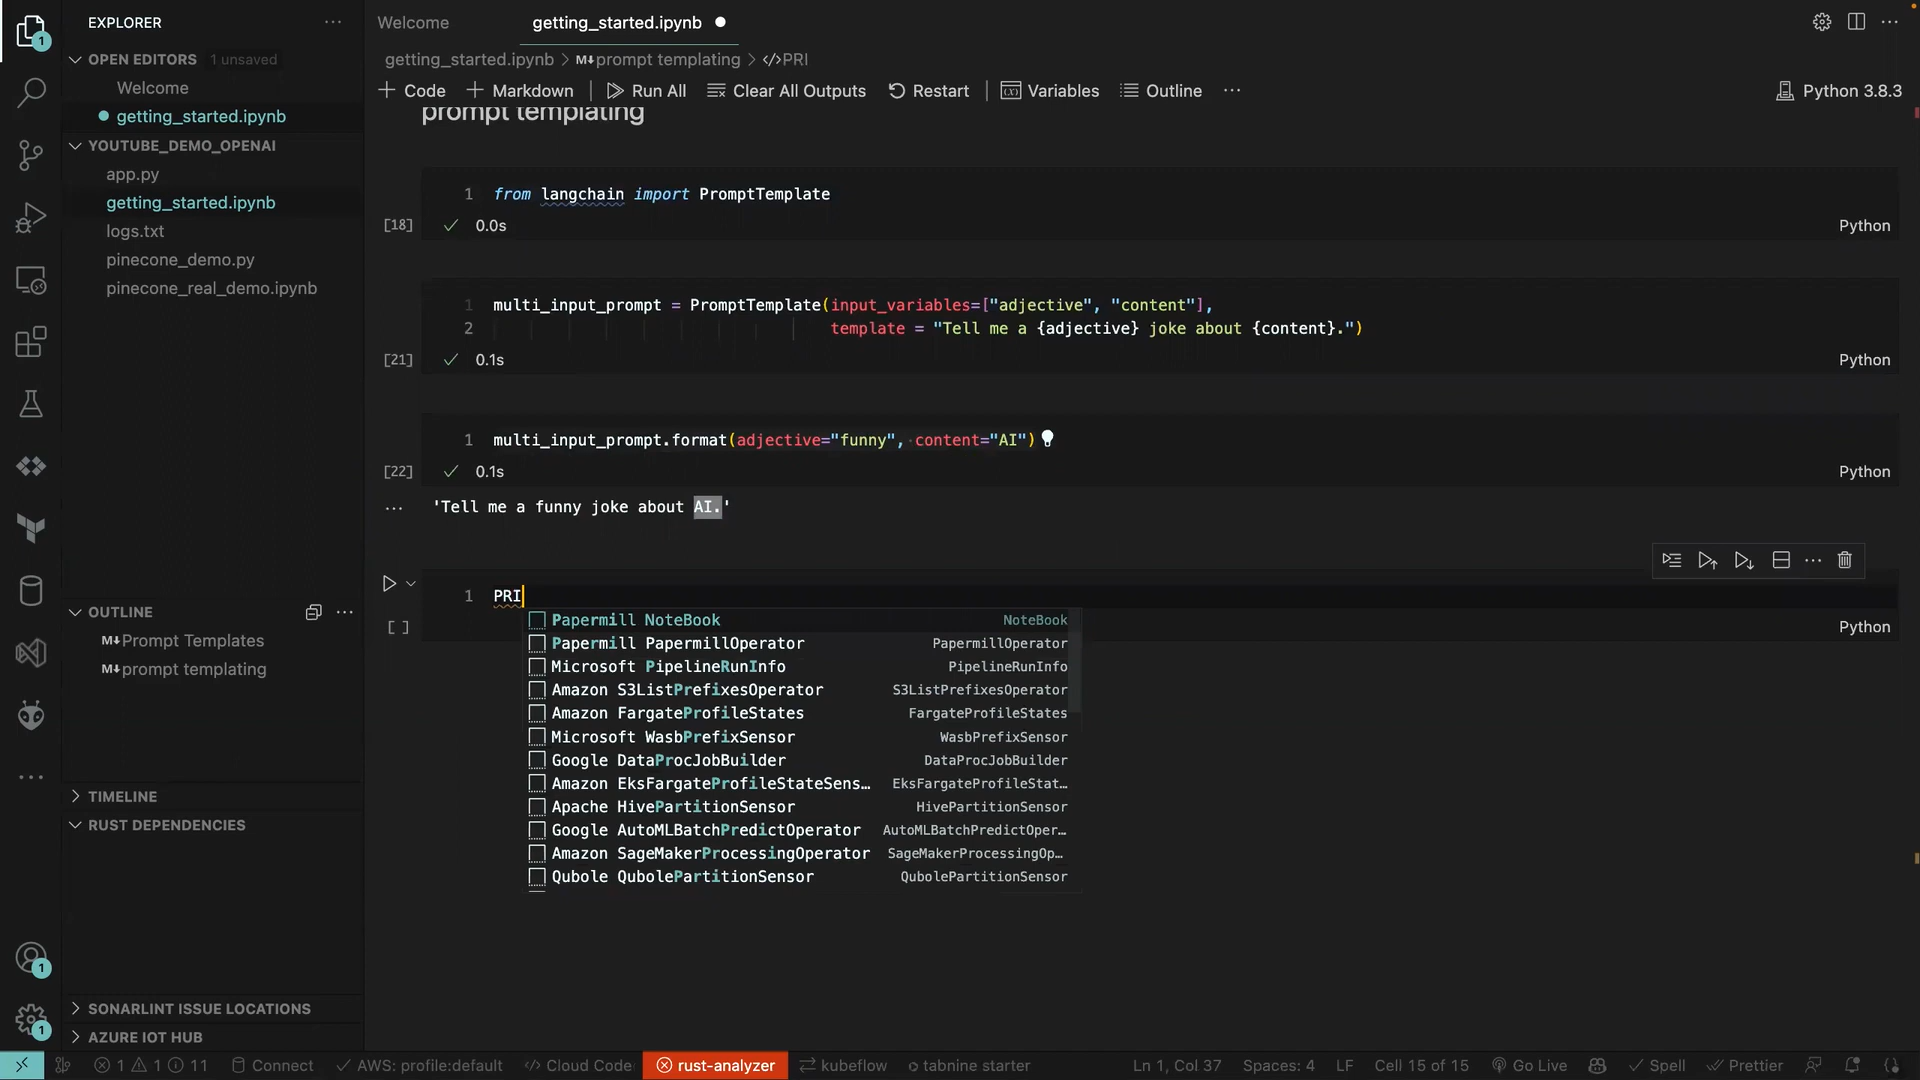 EXPLORER
OPEN EDITORS 1 unsaved
Welcome
getting_started.ipynb
YOUTUBE_DEMO_OPENAI
app.py
getting_started.ipynb
logs.txt
pinecone_demo.py
pinecone_real_demo.ipynb
OUTLINE
M↓Prompt Templates
M↓prompt templating
TIMELINE
RUST DEPENDENCIES
SONARLINT ISSUE LOCATIONS
AZURE IOT HUB
1
1
1
Welcome getting_started.ipynb
getting_started.ipynb > M↓prompt templating > </>PRI
+ Code + Markdown | Run All Clear All Outputs Restart | Variables Outline ... Python 3.8.3
prompt templating
1 from langchain import PromptTemplate
[18] 0.0s Python
1 multi_input_prompt = PromptTemplate(input_variables=["adjective", "content"],
2 template = "Tell me a {adjective} joke about {content}.")
[21] 0.1s Python
1 multi_input_prompt.format(adjective="funny", content="AI")
[22] 0.1s Python
'Tell me a funny joke about AI.'
1 PRI
[ ] Python
Papermill NoteBook NoteBook
Papermill PapermillOperator PapermillOperator
Microsoft PipelineRunInfo PipelineRunInfo
Amazon S3ListPrefixesOperator S3ListPrefixesOperator
Amazon FargateProfileStates FargateProfileStates
Microsoft WasbPrefixSensor WasbPrefixSensor
Google DataProcJobBuilder DataProcJobBuilder
Amazon EksFargateProfileStateSens… EksFargateProfileStat…
Apache HivePartitionSensor HivePartitionSensor
Google AutoMLBatchPredictOperator AutoMLBatchPredictOper…
Amazon SageMakerProcessingOperator SageMakerProcessingOp…
Qubole QubolePartitionSensor QubolePartitionSensor
1 1 11 Connect AWS: profile:default Cloud Code rust-analyzer kubeflow tabnine starter Ln 1, Col 37 Spaces: 4 LF Cell 15 of 15 Go Live Spell Prettier